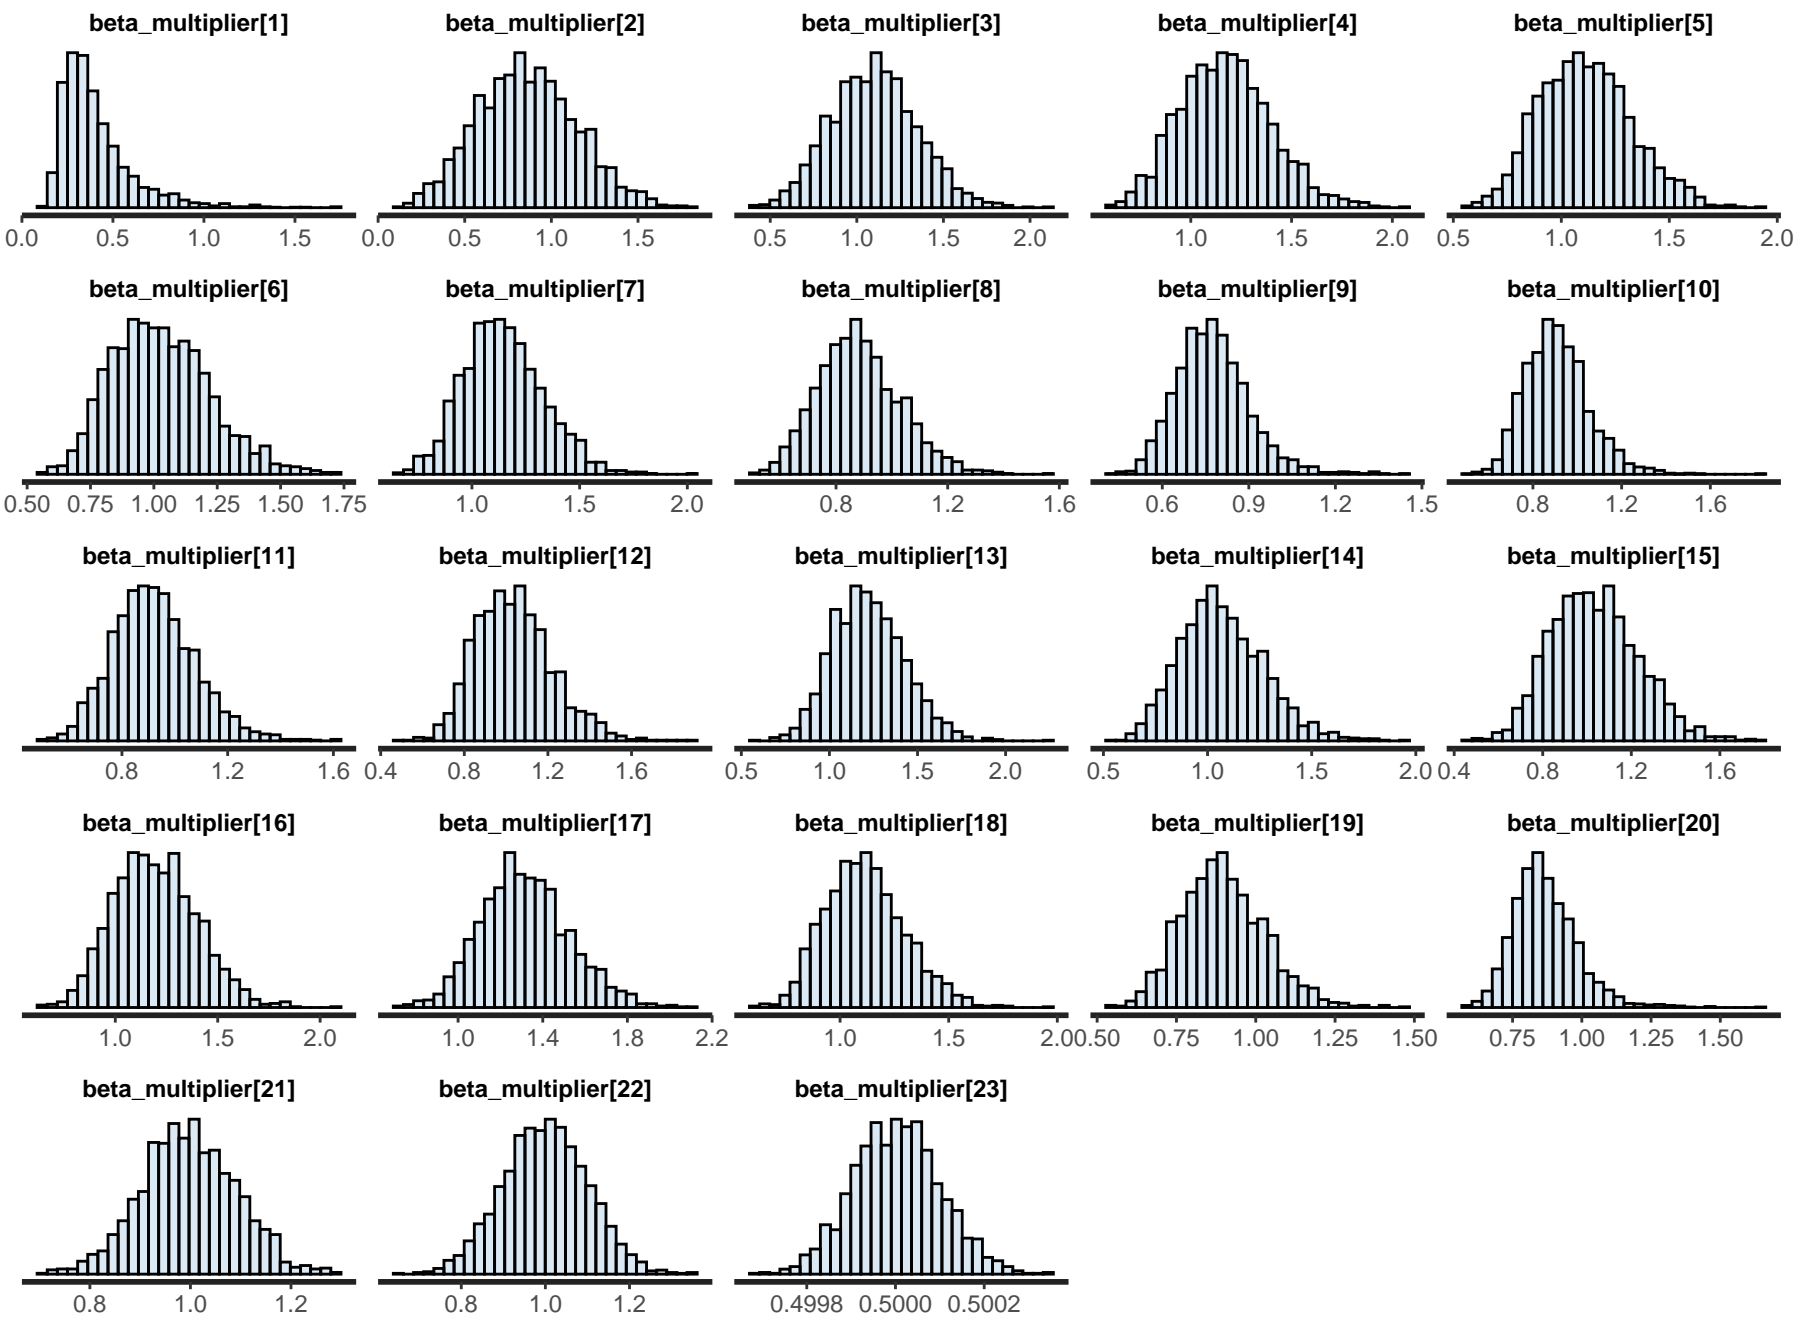 beta_multiplier[1] beta_multiplier[2] beta_multiplier[3] beta_multiplier[4] beta_multiplier[5]
0.0 0.5 1.0 1.5 0.0 0.5 1.0 1.5 0.5 1.0 1.5 2.0 1.0 1.5 2.0 0.5 1.0 1.5 2.0
beta_multiplier[6] beta_multiplier[7] beta_multiplier[8] beta_multiplier[9] beta_multiplier[10]
0.50 0.75 1.00 1.25 1.50 1.75 1.0 1.5 2.0 0.8 1.2 1.6 0.6 0.9 1.2 1.5 0.8 1.2 1.6
beta_multiplier[11] beta_multiplier[12] beta_multiplier[13] beta_multiplier[14] beta_multiplier[15]
0.8 1.2 1.6 0.4 0.8 1.2 1.6 0.5 1.0 1.5 2.0 0.5 1.0 1.5 2.0 0.4 0.8 1.2 1.6
beta_multiplier[16] beta_multiplier[17] beta_multiplier[18] beta_multiplier[19] beta_multiplier[20]
1.0 1.5 2.0 1.0 1.4 1.8 2.2 1.0 1.5 2.0 0.50 0.75 1.00 1.25 1.50 0.75 1.00 1.25 1.50
beta_multiplier[21] beta_multiplier[22] beta_multiplier[23]
0.8 1.0 1.2 0.8 1.0 1.2 0.4998 0.5000 0.5002